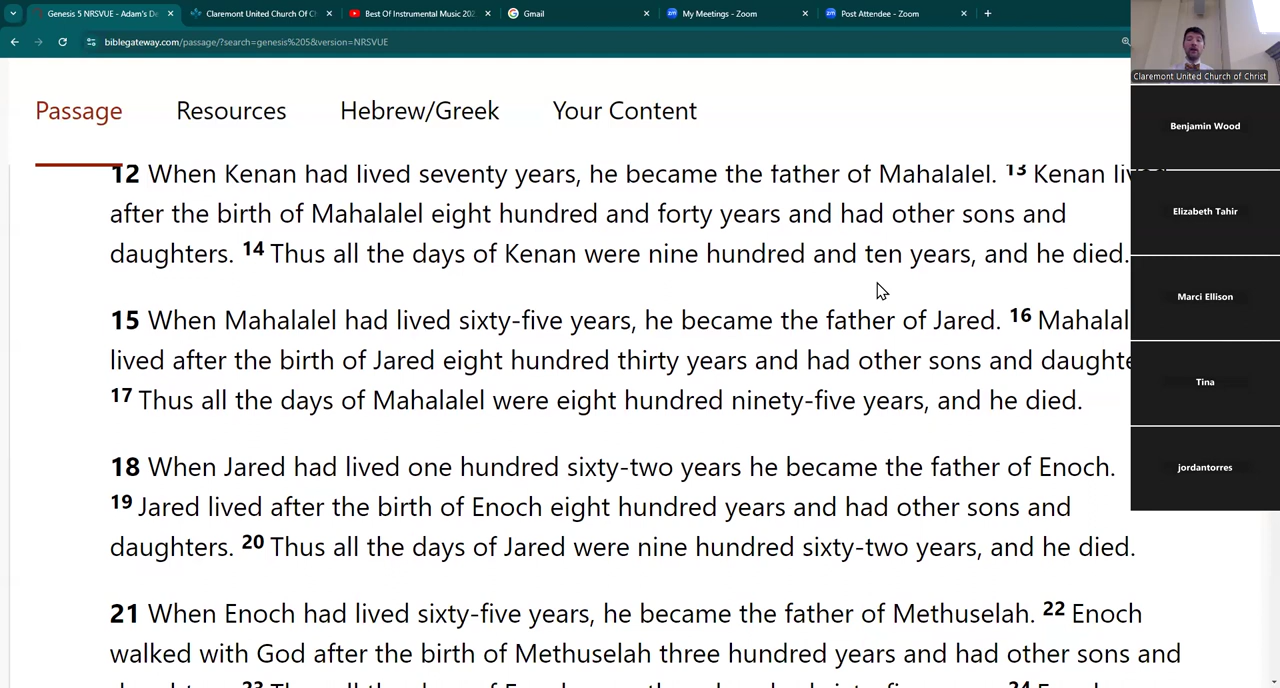 Genesis 5 NRSVUE - Adam's De
Claremont United Church Of C
Best Of Instrumental Music 202
Gmail
My Meetings - Zoom
Post Attendee - Zoom
biblegateway.com/passage/?search=genesis%205&version=NRSVUE
Claremont United Church of Christ
Benjamin Wood
Elizabeth Tahir
Marci Ellison
Tina
jordantorres
Passage Resources Hebrew/Greek Your Content
12 When Kenan had lived seventy years, he became the father of Mahalalel. 13 Kenan lived
after the birth of Mahalalel eight hundred and forty years and had other sons and
daughters. 14 Thus all the days of Kenan were nine hundred and ten years, and he died.
15 When Mahalalel had lived sixty-five years, he became the father of Jared. 16 Mahalal
lived after the birth of Jared eight hundred thirty years and had other sons and daughte
17 Thus all the days of Mahalalel were eight hundred ninety-five years, and he died.
18 When Jared had lived one hundred sixty-two years he became the father of Enoch.
19 Jared lived after the birth of Enoch eight hundred years and had other sons and
daughters. 20 Thus all the days of Jared were nine hundred sixty-two years, and he died.
21 When Enoch had lived sixty-five years, he became the father of Methuselah. 22 Enoch
walked with God after the birth of Methuselah three hundred years and had other sons and